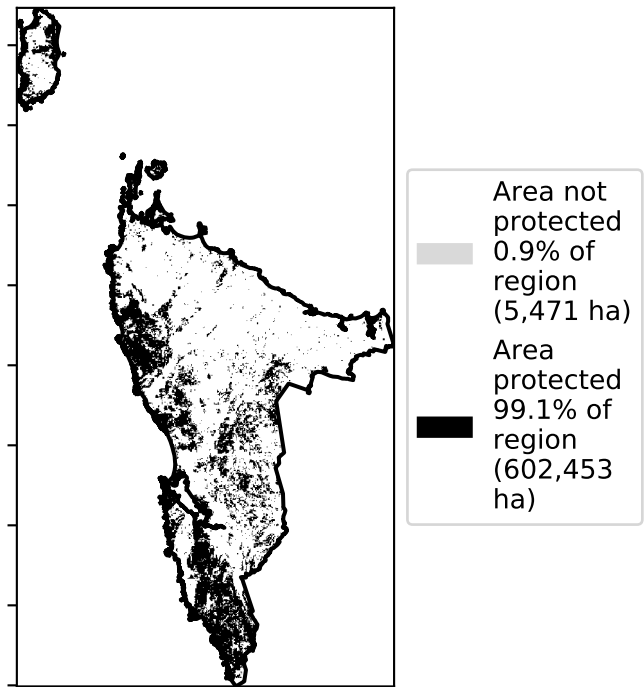 Area not
protected
0.9% of
region
(5,471 ha)
Area
protected
99.1% of
region
(602,453
ha)